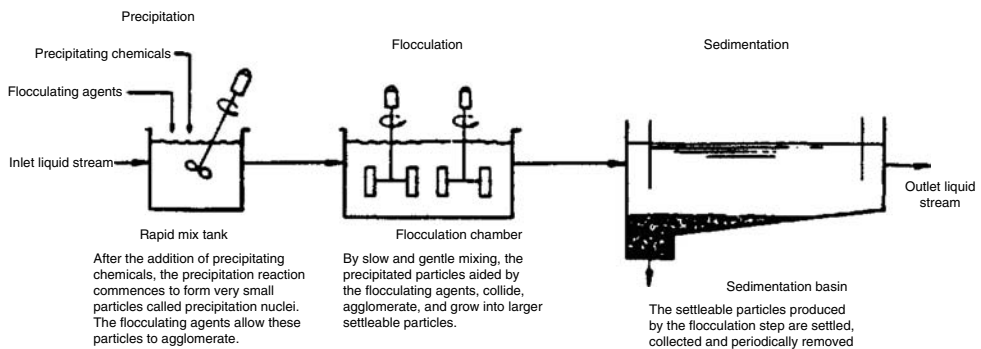 Precipitation
Precipitating chemicals
Flocculating agents
Inlet liquid stream
Rapid mix tank
After the addition of precipitating
chemicals, the precipitation reaction
commences to form very small
particles called precipitation nuclei.
The flocculating agents allow these
particles to agglomerate.
Flocculation
Flocculation chamber
By slow and gentle mixing, the
precipitated particles aided by
the flocculating agents, collide,
agglomerate, and grow into larger
settleable particles.
Sedimentation
Outlet liquid
stream
Sedimentation basin
The settleable particles produced
by the flocculation step are settled,
collected and periodically removed